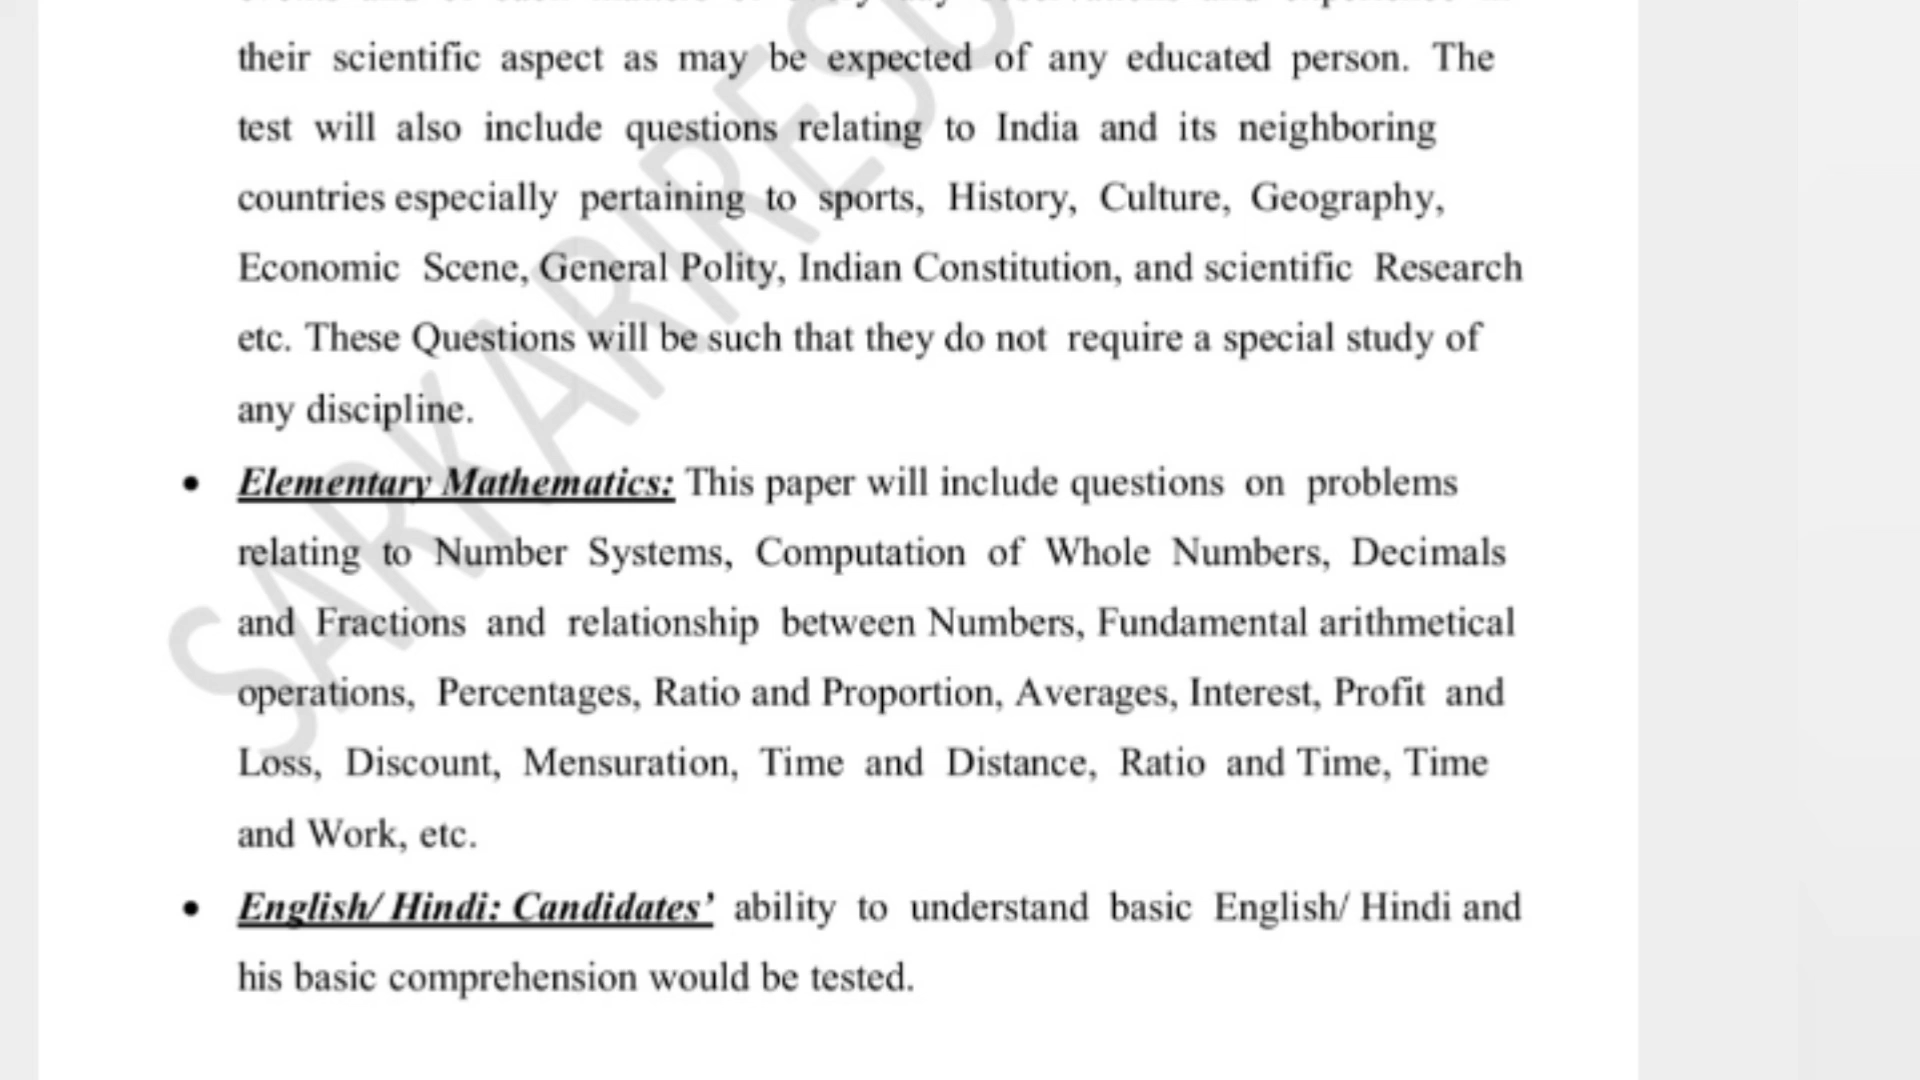 their scientific aspect as may be expected of any educated person. The
test will also include questions relating to India and its neighboring
countries especially pertaining to sports, History, Culture, Geography,
Economic Scene, General Polity, Indian Constitution, and scientific Research
etc. These Questions will be such that they do not require a special study of
any discipline.
• Elementary Mathematics: This paper will include questions on problems
relating to Number Systems, Computation of Whole Numbers, Decimals
and Fractions and relationship between Numbers, Fundamental arithmetical
operations, Percentages, Ratio and Proportion, Averages, Interest, Profit and
Loss, Discount, Mensuration, Time and Distance, Ratio and Time, Time
and Work, etc.
• English/ Hindi: Candidates’ ability to understand basic English/ Hindi and
his basic comprehension would be tested.
SARKARIRESU